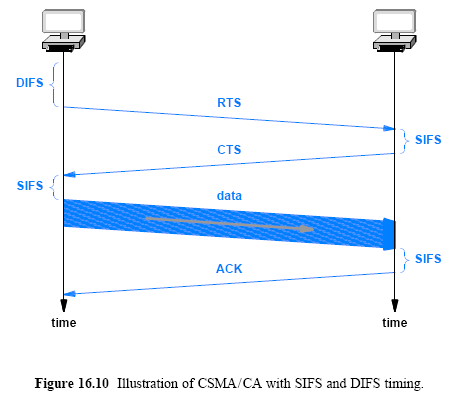 DIFS
RTS
SIFS
CTS
SIFS
data
SIFS
ACK
time
time
Figure 16.10 Illustration of CSMA/CA with SIFS and DIFS timing.